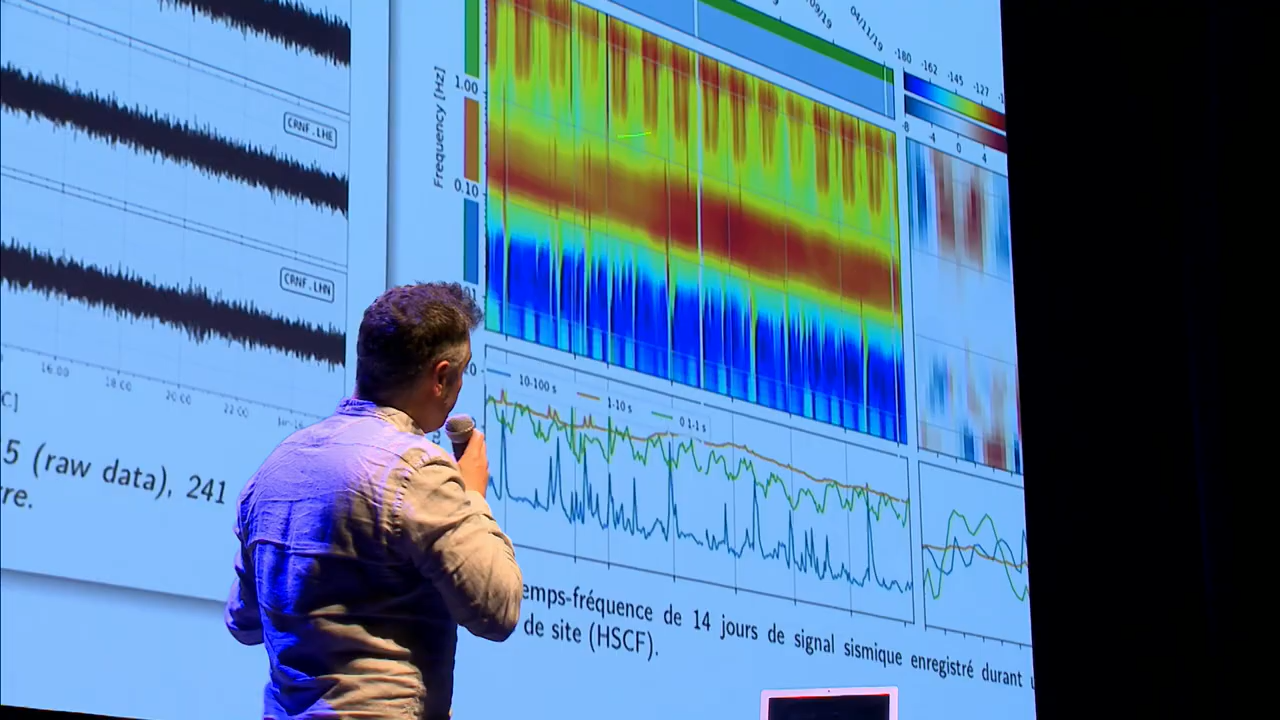 CRNF.LHE
CRNF.LHN
16:00
18:00
20:00
22:00
C]
5 (raw data), 241
re.
/09/19
04/11/19
-180
-162
-145
-127
-8
-4
0
4
Frequency [Hz]
1.00
0.10
10-100 s
1-10 s
0.1-1 s
emps-fréquence de 14 jours de signal sismique enregistré durant
de site (HSCF).